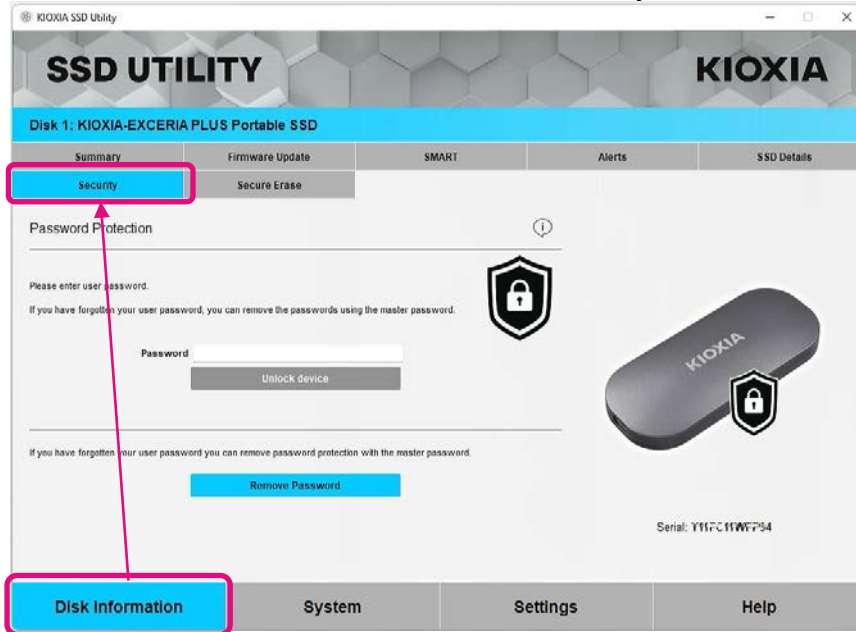 KIOXIA SSD Utility
SSD UTILITY
KIOXIA
Disk 1: KIOXIA-EXCERIA PLUS Portable SSD
Summary Firmware Update SMART Alerts SSD Details
Security Secure Erase
Password Protection
Please enter user password.
If you have forgotten your user password, you can remove the passwords using the master password.
Password
Unlock device
KIOXIA
If you have forgotten your user password you can remove password protection with the master password.
Remove Password
Serial:
Disk Information System Settings Help